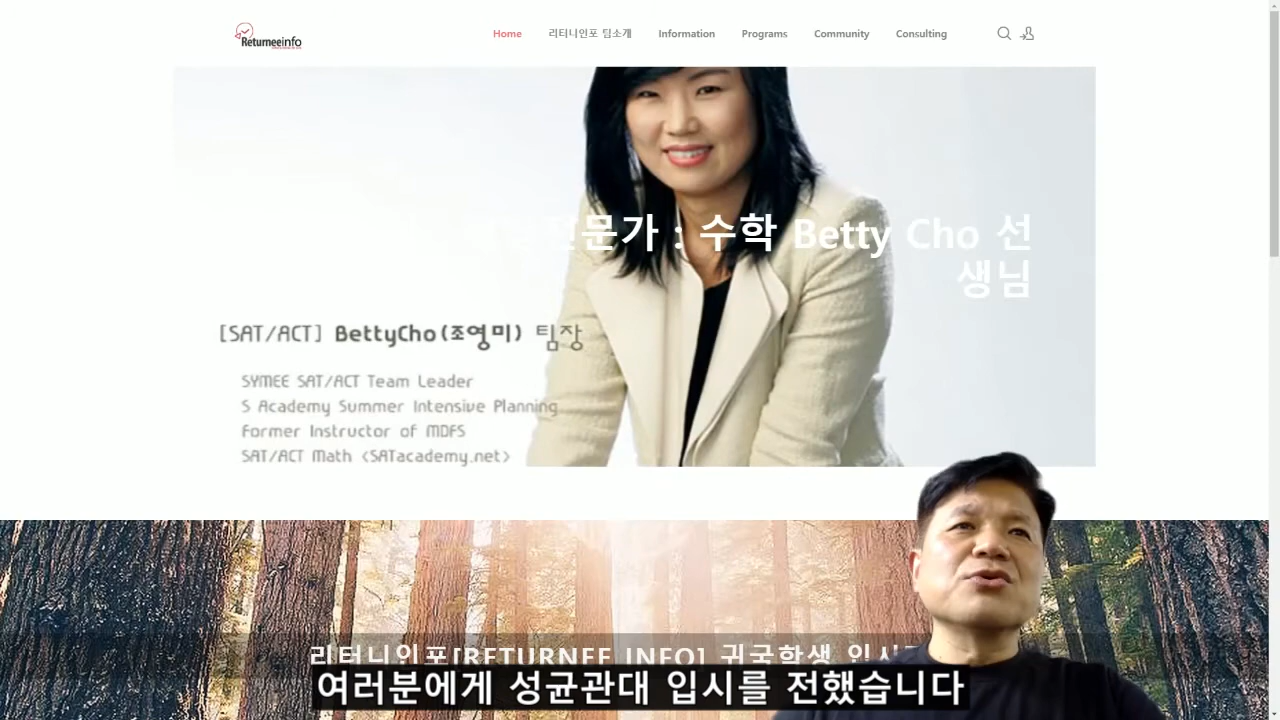 Returneeinfo
Home 리터니인포 팀소개 Information Programs Community Consulting
전문가 : 수학 Betty Cho 선
생님
[SAT/ACT] BettyCho(조영미) 팀장
SYMEE SAT/ACT Team Leader
S Academy Summer Intensive Planning
Former Instructor of MDFS
SAT/ACT Math <SATacademy.net>
리터니인포[RETURNEE INFO] 귀국학생
여러분에게 성균관대 입시를 전했습니다